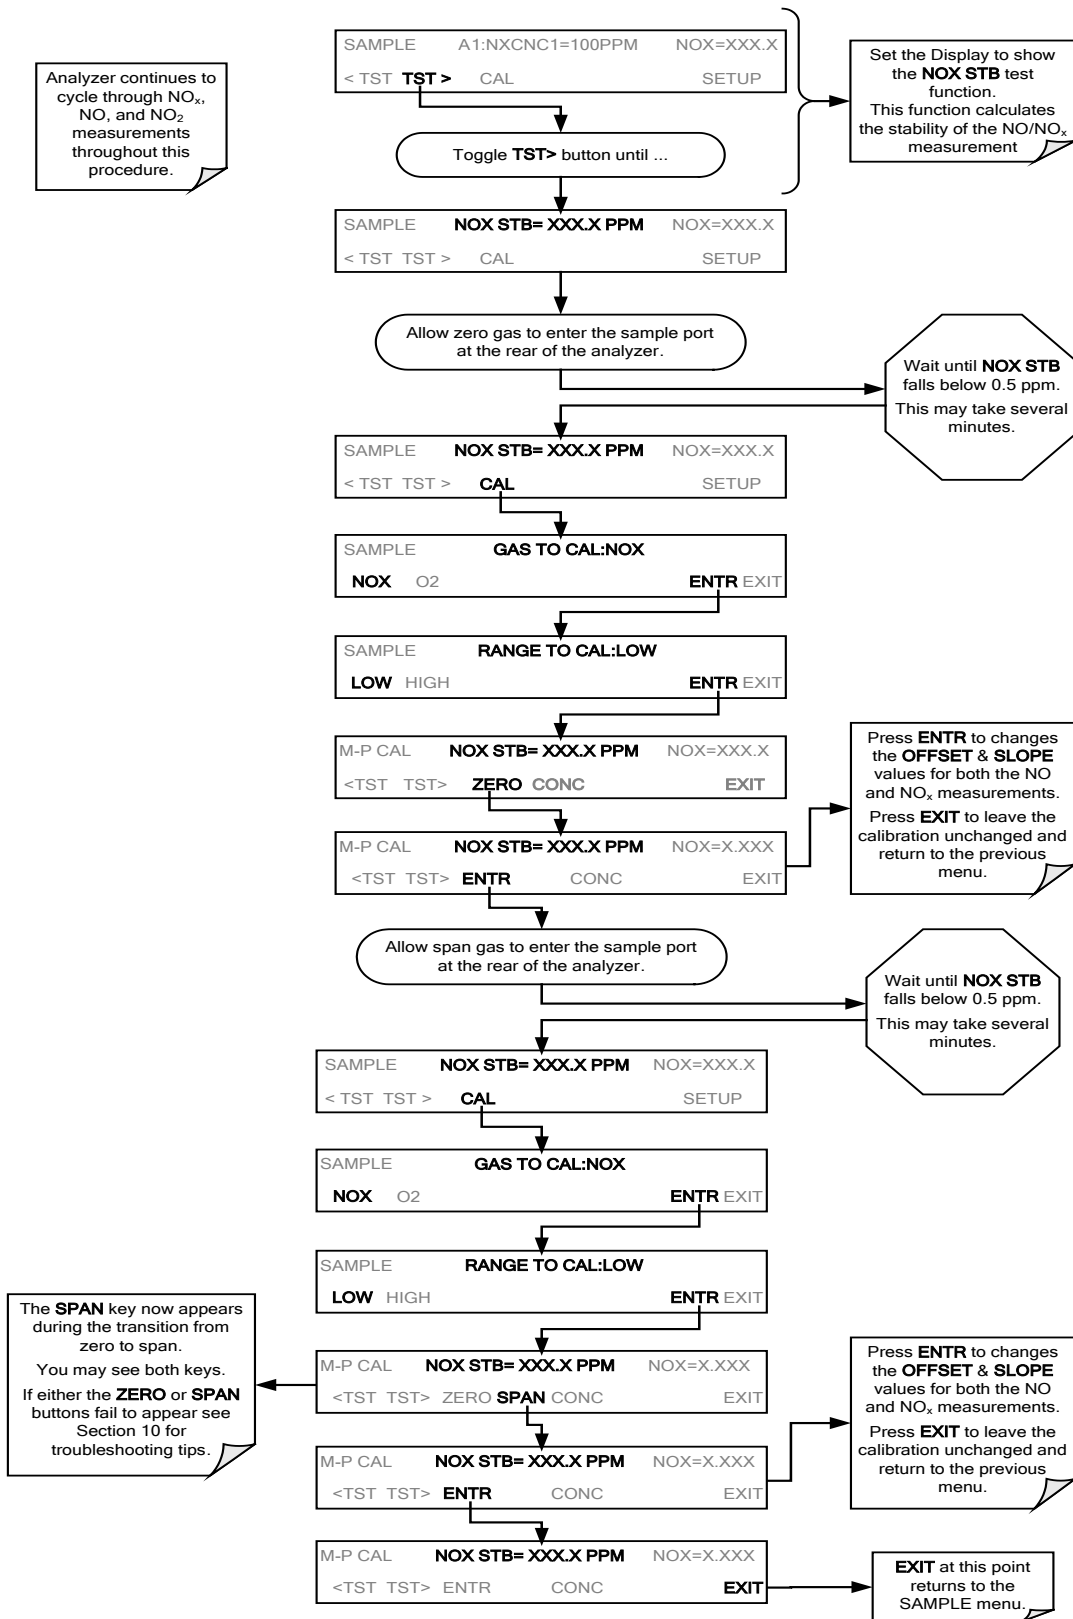 SAMPLE A1:NXCNC1=100PPM NOX=XXX.X
< TST TST > CAL SETUP
Analyzer continues to
cycle through NOx,
NO, and NO2
measurements
throughout this
procedure.
Set the Display to show
the NOX STB test
function.
This function calculates
the stability of the NO/NOx
measurement
Toggle TST> button until ...
SAMPLE NOX STB= XXX.X PPM NOX=XXX.X
< TST TST > CAL SETUP
Allow zero gas to enter the sample port
at the rear of the analyzer.
Wait until NOX STB
falls below 0.5 ppm.
This may take several
minutes.
SAMPLE NOX STB= XXX.X PPM NOX=XXX.X
< TST TST > CAL SETUP
SAMPLE GAS TO CAL:NOX
NOX O2 ENTR EXIT
SAMPLE RANGE TO CAL:LOW
LOW HIGH ENTR EXIT
M-P CAL NOX STB= XXX.X PPM NOX=XXX.X
<TST TST> ZERO CONC EXIT
M-P CAL NOX STB= XXX.X PPM NOX=X.XXX
<TST TST> ENTR CONC EXIT
Press ENTR to changes
the OFFSET & SLOPE
values for both the NO
and NOx measurements.
Press EXIT to leave the
calibration unchanged and
return to the previous
menu.
Allow span gas to enter the sample port
at the rear of the analyzer.
Wait until NOX STB
falls below 0.5 ppm.
This may take several
minutes.
SAMPLE NOX STB= XXX.X PPM NOX=XXX.X
< TST TST > CAL SETUP
SAMPLE GAS TO CAL:NOX
NOX O2 ENTR EXIT
SAMPLE RANGE TO CAL:LOW
LOW HIGH ENTR EXIT
The SPAN key now appears
during the transition from
zero to span.
You may see both keys.
If either the ZERO or SPAN
buttons fail to appear see
Section 10 for
troubleshooting tips.
M-P CAL NOX STB= XXX.X PPM NOX=X.XXX
<TST TST> ZERO SPAN CONC EXIT
M-P CAL NOX STB= XXX.X PPM NOX=X.XXX
<TST TST> ENTR CONC EXIT
Press ENTR to changes
the OFFSET & SLOPE
values for both the NO
and NOx measurements.
Press EXIT to leave the
calibration unchanged and
return to the previous
menu.
M-P CAL NOX STB= XXX.X PPM NOX=X.XXX
<TST TST> ENTR CONC EXIT
EXIT at this point
returns to the
SAMPLE menu.